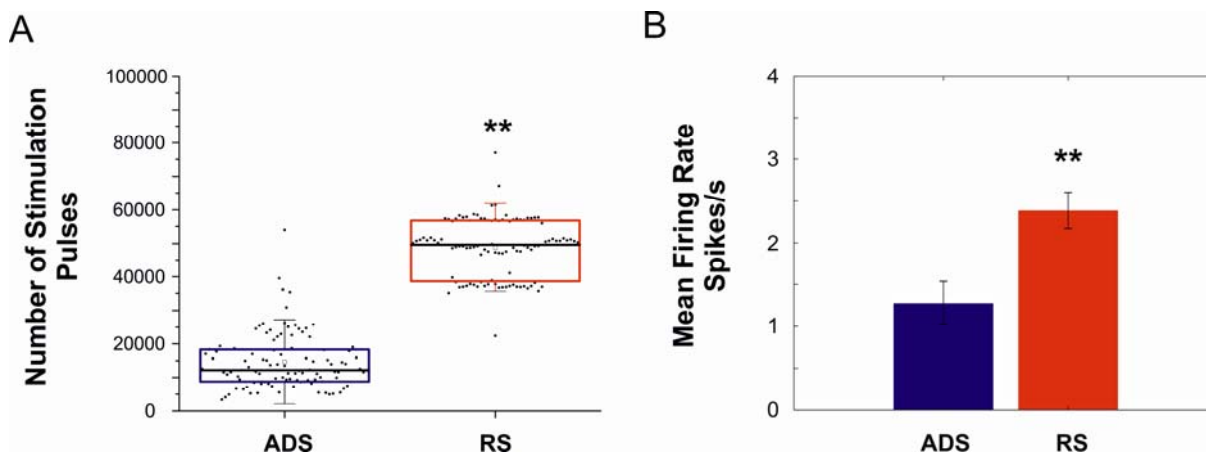 A
Number of Stimulation
Pulses
100000
80000
60000
40000
20000
0
**
ADS
RS
B
Mean Firing Rate
Spikes/s
4
3
2
1
0
**
ADS
RS